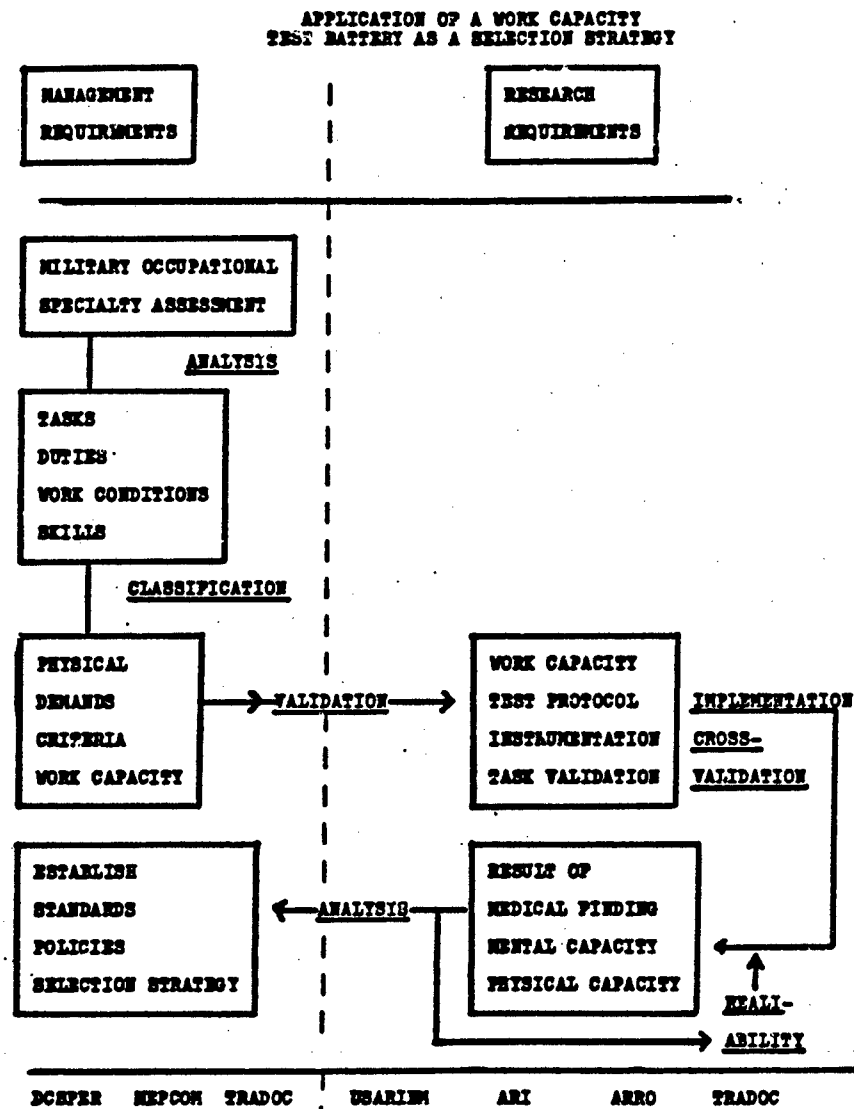 APPLICATION OF A WORK CAPACITY
TEST BATTERY AS A SELECTION STRATEGY
MANAGEMENT
REQUIREMENTS
RESEARCH
REQUIREMENTS
MILITARY OCCUPATIONAL
SPECIALTY ASSESSMENT
ANALYSIS
TASKS
DUTIES
WORK CONDITIONS
SKILLS
CLASSIFICATION
PHYSICAL
DEMANDS
CRITERIA
WORK CAPACITY
VALIDATION
WORK CAPACITY
TEST PROTOCOL
INSTRUMENTATION
TASK VALIDATION
IMPLEMENTATION
CROSS-
VALIDATION
ESTABLISH
STANDARDS
POLICIES
SELECTION STRATEGY
ANALYSIS
RESULT OF
MEDICAL FINDING
MENTAL CAPACITY
PHYSICAL CAPACITY
REALI-
ABILITY
DCSPER MEPCOM TRADOC USARIEM ARI ARRO TRADOC